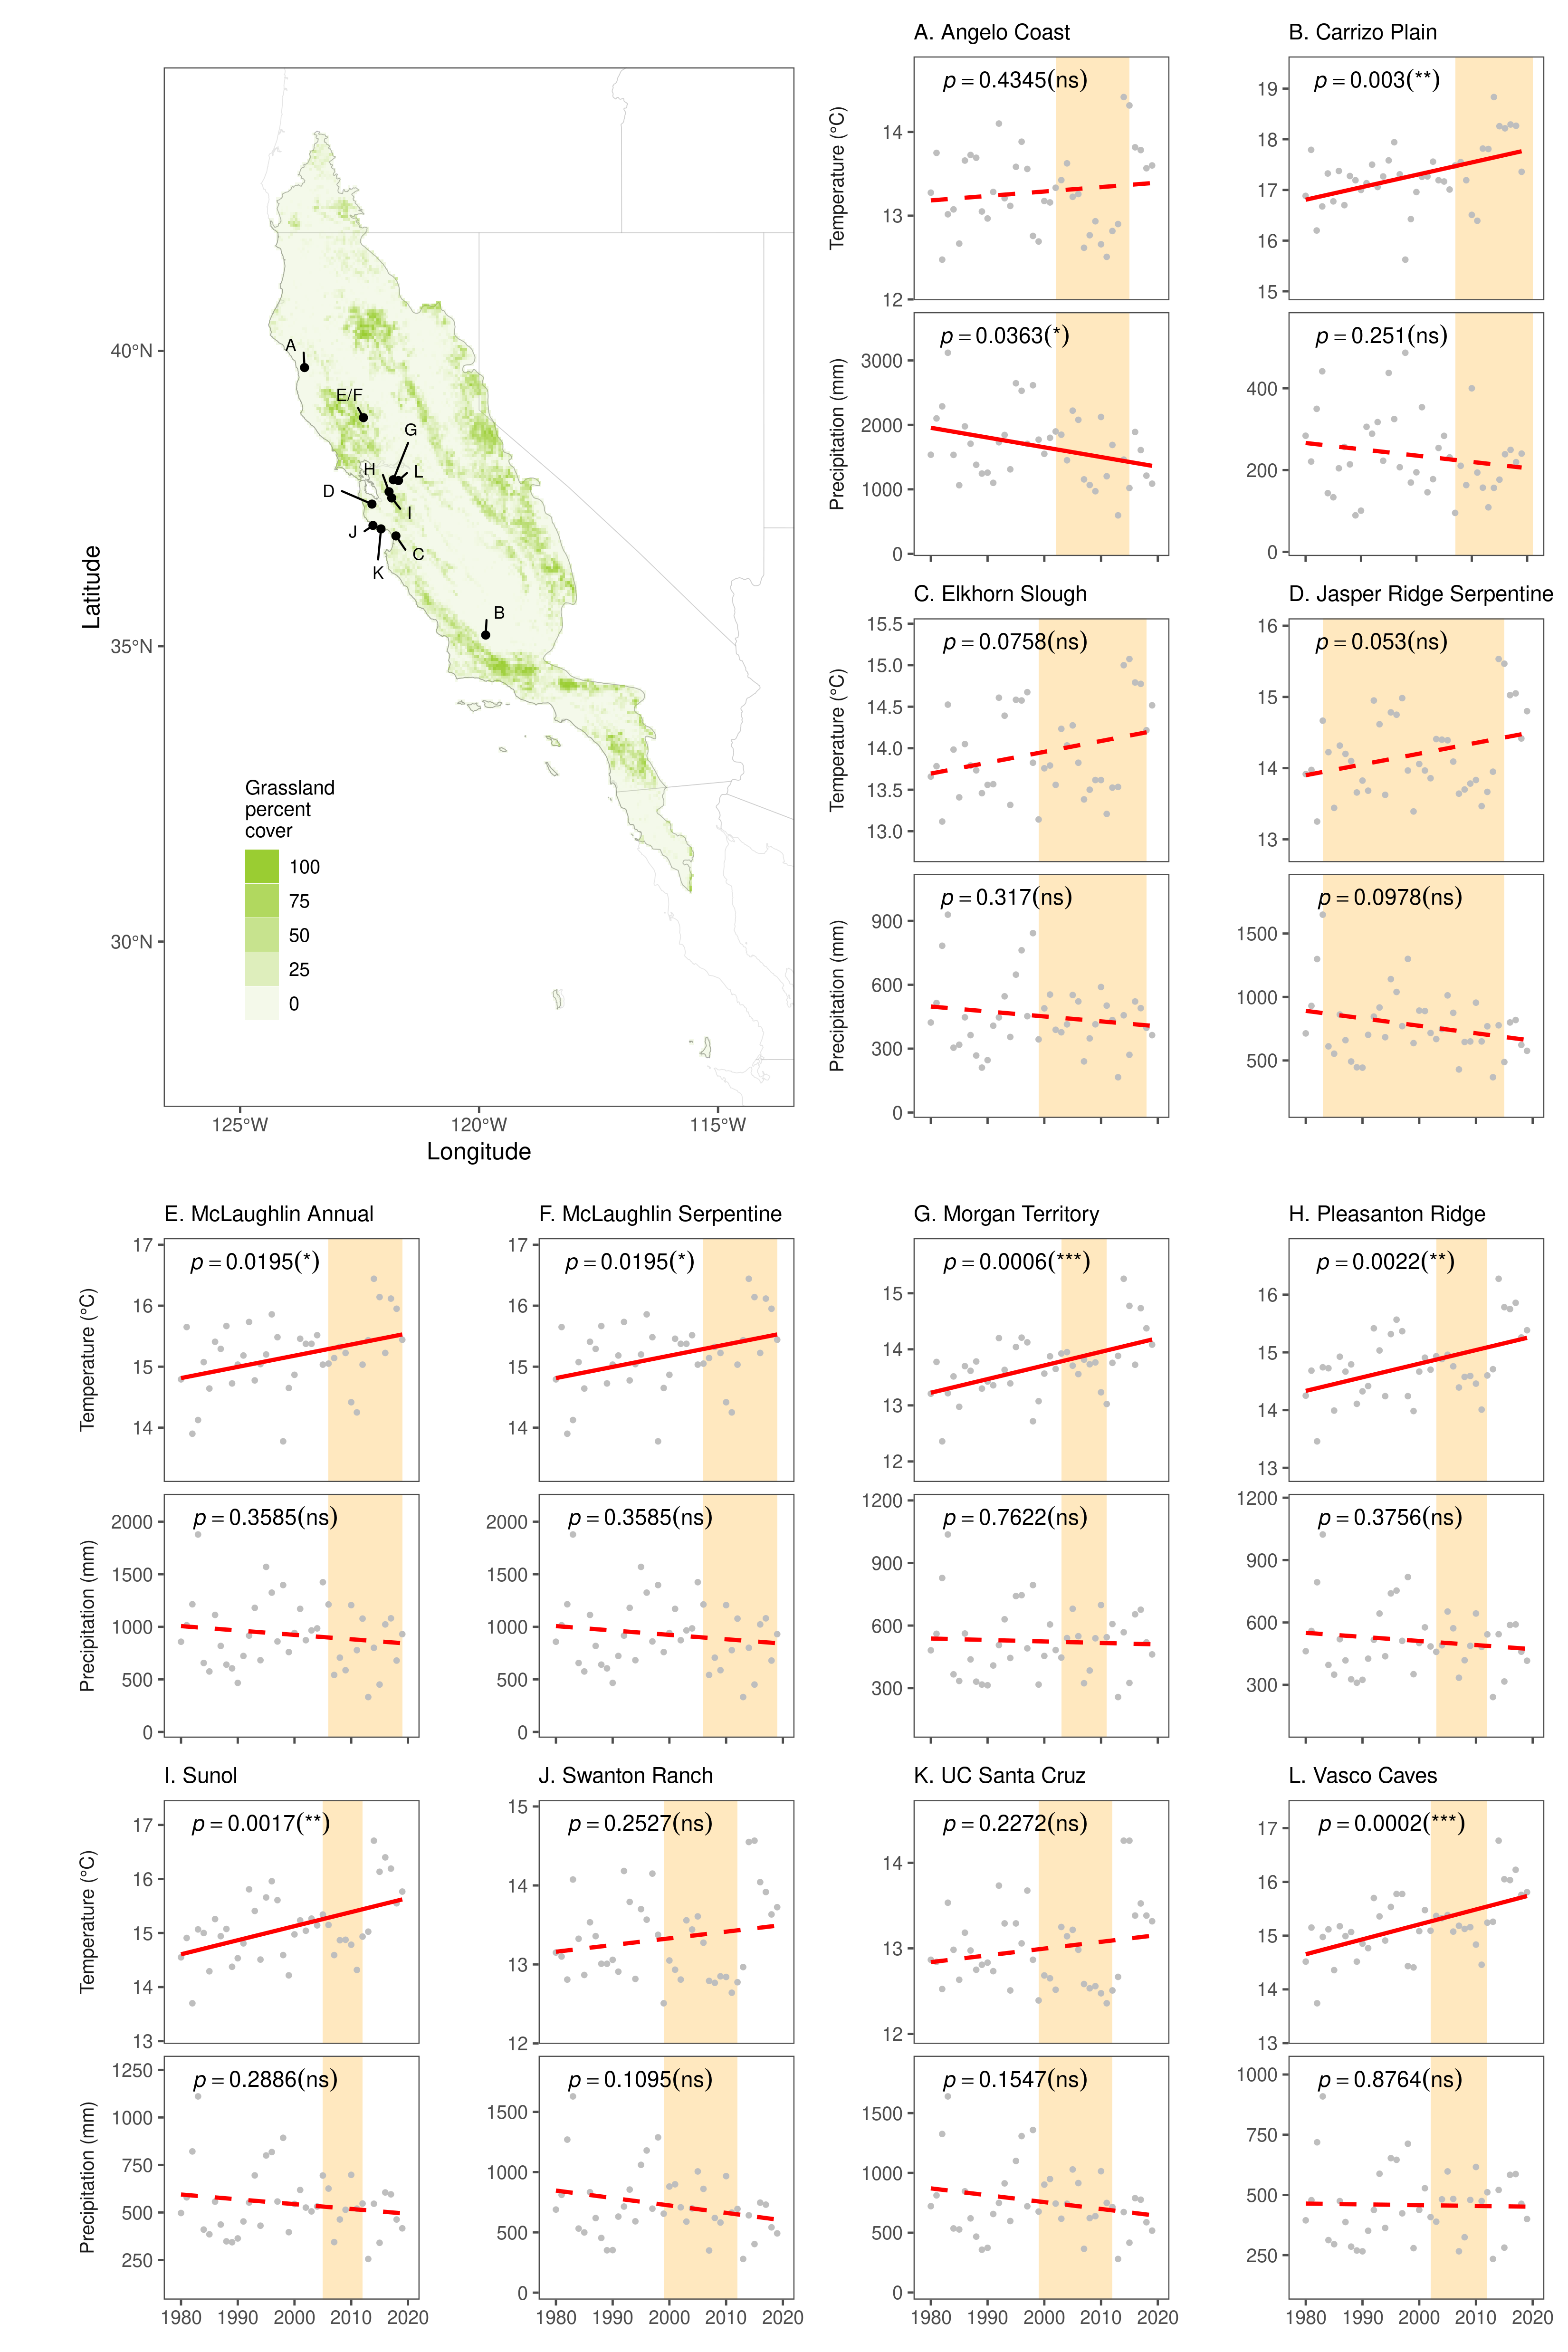 A. Angelo Coast
B. Carrizo Plain
p = 0.4345(ns)
p = 0.003(**)
Temperature (°C)
14
13
12
19
18
17
16
15
p = 0.0363(*)
p = 0.251(ns)
Precipitation (mm)
3000
2000
1000
0
400
200
0
C. Elkhorn Slough
D. Jasper Ridge Serpentine
p = 0.0758(ns)
p = 0.053(ns)
Temperature (°C)
15.5
15.0
14.5
14.0
13.5
13.0
16
15
14
13
p = 0.317(ns)
p = 0.0978(ns)
Precipitation (mm)
900
600
300
0
1500
1000
500
A
E/F
G
H
L
D
I
J
C
K
B
Latitude
40°N
35°N
30°N
Grassland
percent
cover
100
75
50
25
0
125°W
120°W
115°W
Longitude
E. McLaughlin Annual
F. McLaughlin Serpentine
G. Morgan Territory
H. Pleasanton Ridge
p = 0.0195(*)
p = 0.0195(*)
p = 0.0006(***)
p = 0.0022(**)
Temperature (°C)
17
16
15
14
17
16
15
14
15
14
13
12
16
15
14
13
p = 0.3585(ns)
p = 0.3585(ns)
p = 0.7622(ns)
p = 0.3756(ns)
Precipitation (mm)
2000
1500
1000
500
0
2000
1500
1000
500
0
1200
900
600
300
1200
900
600
300
I. Sunol
J. Swanton Ranch
K. UC Santa Cruz
L. Vasco Caves
p = 0.0017(**)
p = 0.2527(ns)
p = 0.2272(ns)
p = 0.0002(***)
Temperature (°C)
17
16
15
14
13
15
14
13
12
14
13
12
17
16
15
14
13
p = 0.2886(ns)
p = 0.1095(ns)
p = 0.1547(ns)
p = 0.8764(ns)
Precipitation (mm)
1250
1000
750
500
250
1500
1000
500
0
1500
1000
500
0
1000
750
500
250
1980 1990 2000 2010 2020
1980 1990 2000 2010 2020
1980 1990 2000 2010 2020
1980 1990 2000 2010 2020